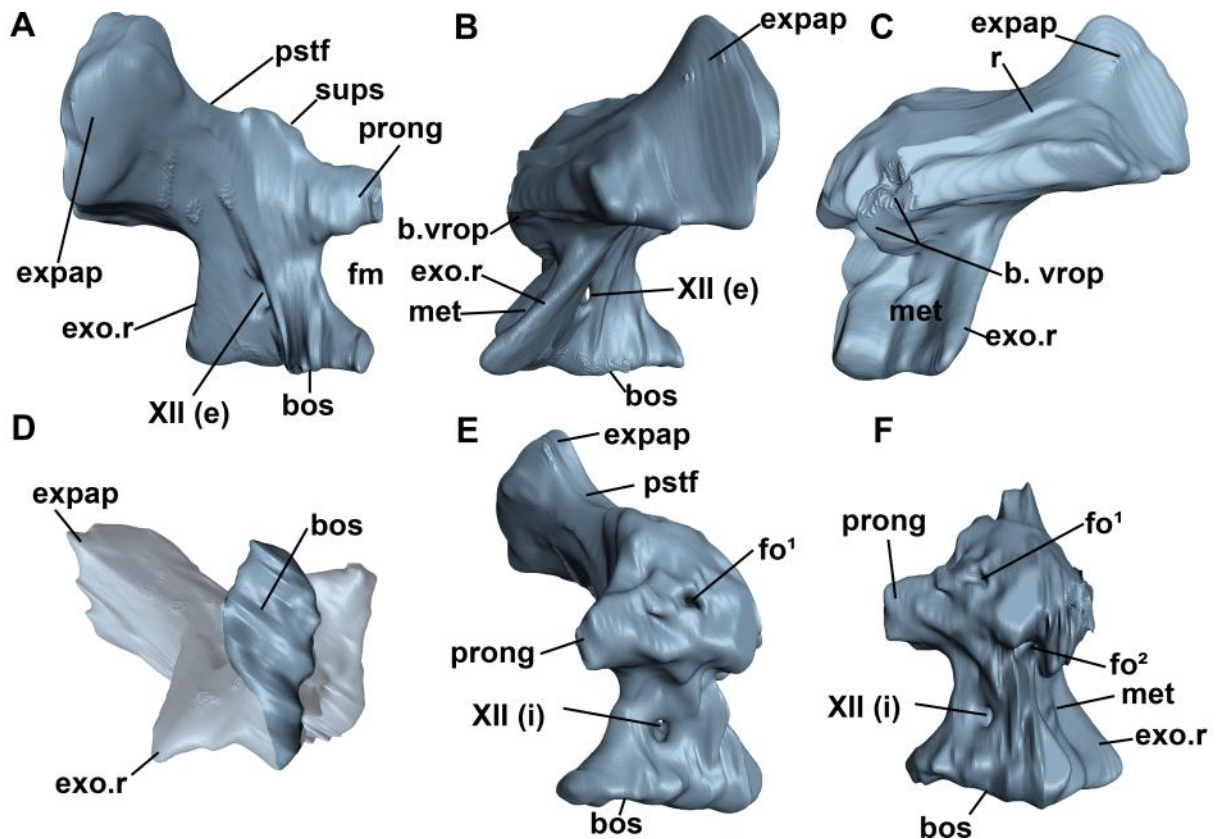 A
pstf
sups
prong
expap
fm
exo.r
XII (e)
bos
B
expap
b.vrop
exo.r
met
XII (e)
bos
C
expap
r
b. vrop
met
exo.r
D
expap
bos
exo.r
E
expap
pstf
fo¹
prong
XII (i)
bos
F
prong
fo¹
fo²
XII (i)
met
exo.r
bos